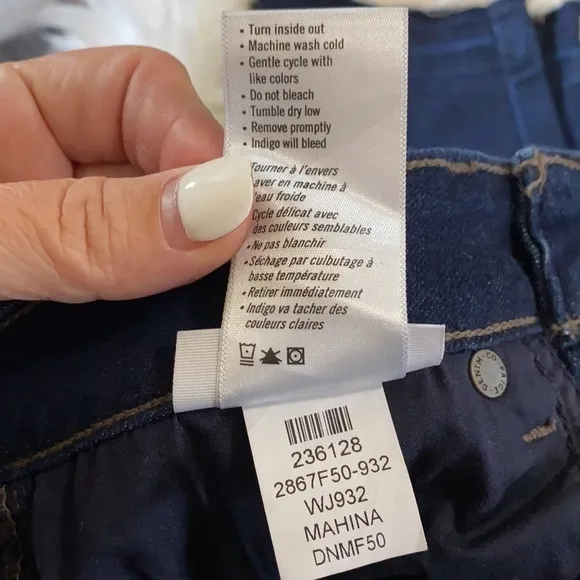 • Turn inside out
• Machine wash cold
• Gentle cycle with
like colors
• Do not bleach
• Tumble dry low
• Remove promptly
• Indigo will bleed
Tourner à l'envers
aver en machine à
l'eau froide
Cycle délicat avec
des couleurs semblables
• Ne pas blanchir
• Séchage par culbutage à
basse température
• Retirer immédiatement
• Indigo va tacher des
couleurs claires
236128
2867F50-932
WJ932
MAHINA
DNMF50
PAIGE DENIM·CO·